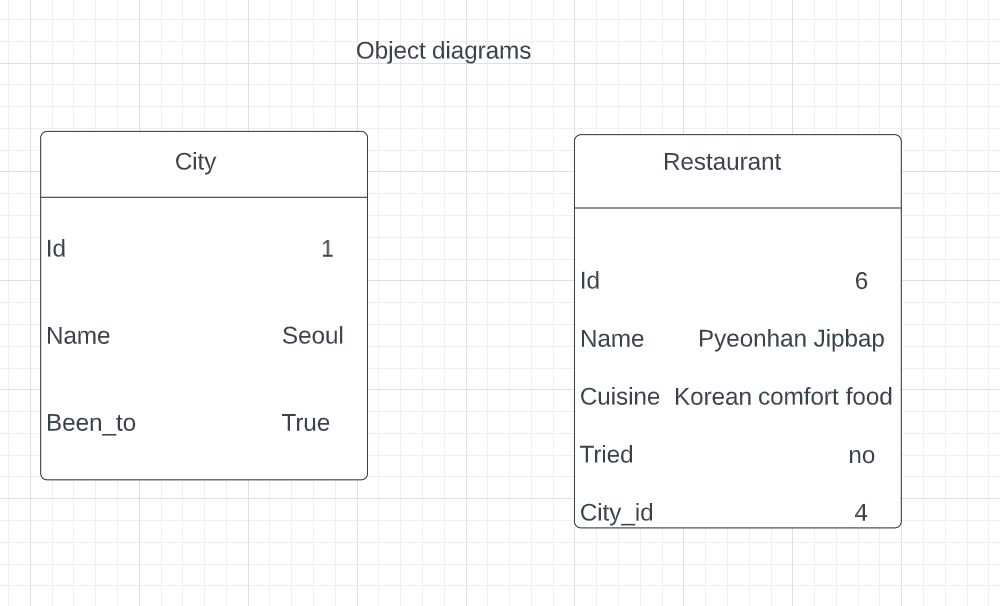 Object diagrams
City
Id 1
Name Seoul
Been_to True
Restaurant
Id 6
Name Pyeonhan Jipbap
Cuisine Korean comfort food
Tried no
City_id 4